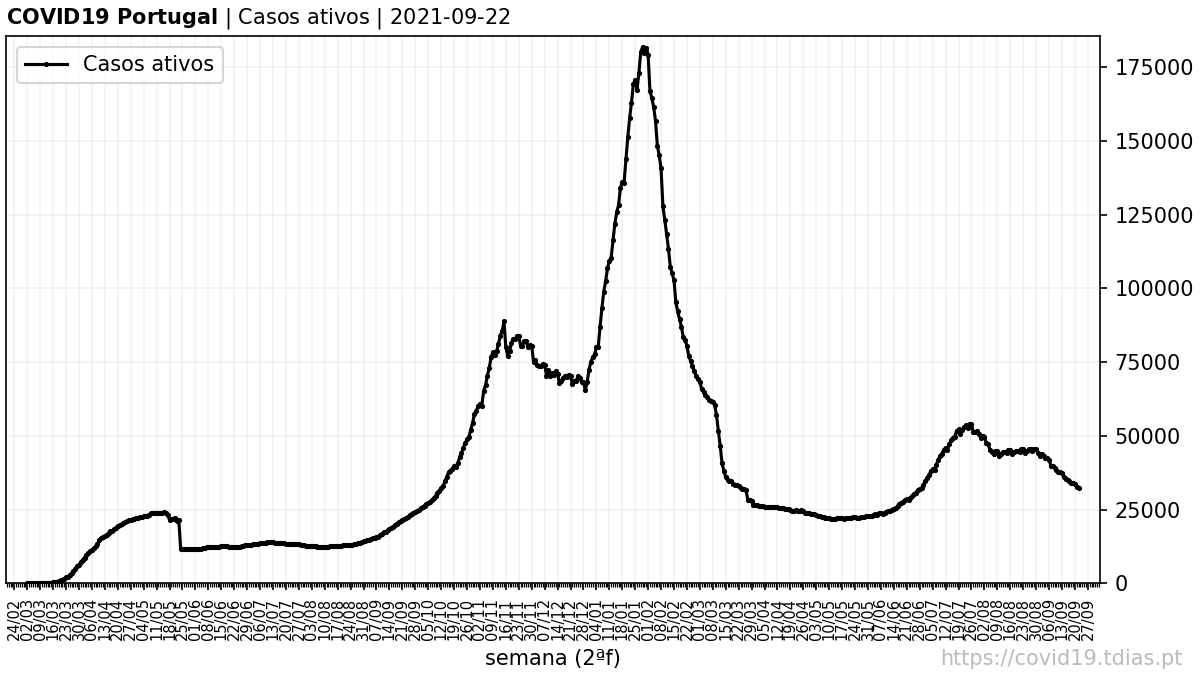 COVID19 Portugal | Casos ativos | 2021-09-22
Casos ativos
175000
150000
125000
100000
75000
50000
25000
0
24/02 02/03 09/03 16/03 23/03 30/03 06/04 13/04 20/04 27/04 04/05 11/05 18/05 25/05 01/06 08/06 15/06 22/06 29/06 06/07 13/07 20/07 27/07 03/08 10/08 17/08 24/08 31/08 07/09 14/09 21/09 28/09 05/10 12/10 19/10 26/10 02/11 09/11 16/11 23/11 30/11 07/12 14/12 21/12 28/12 04/01 11/01 18/01 25/01 01/02 08/02 15/02 22/02 01/03 08/03 15/03 22/03 29/03 05/04 12/04 19/04 26/04 03/05 10/05 17/05 24/05 31/05 07/06 14/06 21/06 28/06 05/07 12/07 19/07 26/07 02/08 09/08 16/08 23/08 30/08 06/09 13/09 20/09 27/09
semana (2ªf)
https://covid19.tdias.pt